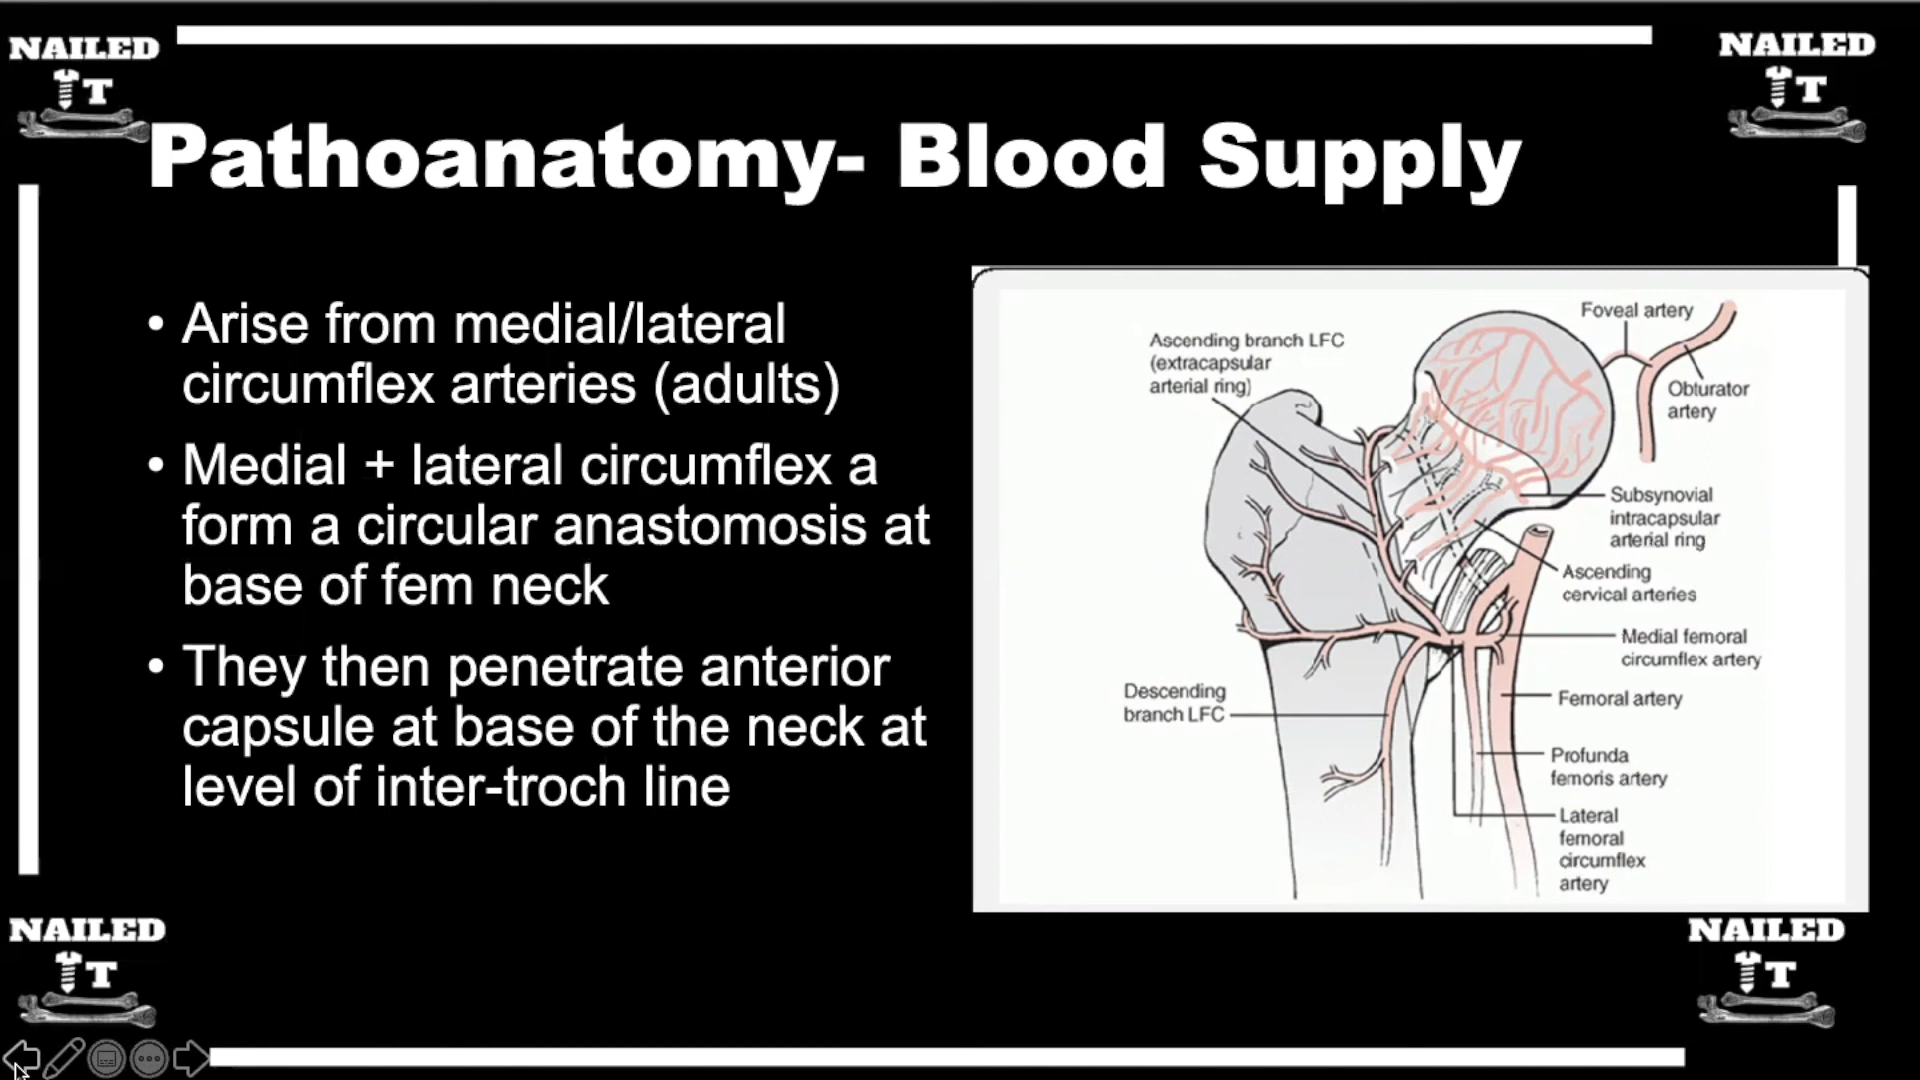 NAILED
IT
NAILED
IT
Pathoanatomy- Blood Supply
• Arise from medial/lateral
circumflex arteries (adults)
• Medial + lateral circumflex a
form a circular anastomosis at
base of fem neck
• They then penetrate anterior
capsule at base of the neck at
level of inter-troch line
Ascending branch LFC
(extracapsular
arterial ring)
Foveal artery
Obturator
artery
Subsynovial
intracapsular
arterial ring
Ascending
cervical arteries
Medial femoral
circumflex artery
Descending
branch LFC
Femoral artery
Profunda
femoris artery
Lateral
femoral
circumflex
artery
NAILED
IT
NAILED
IT